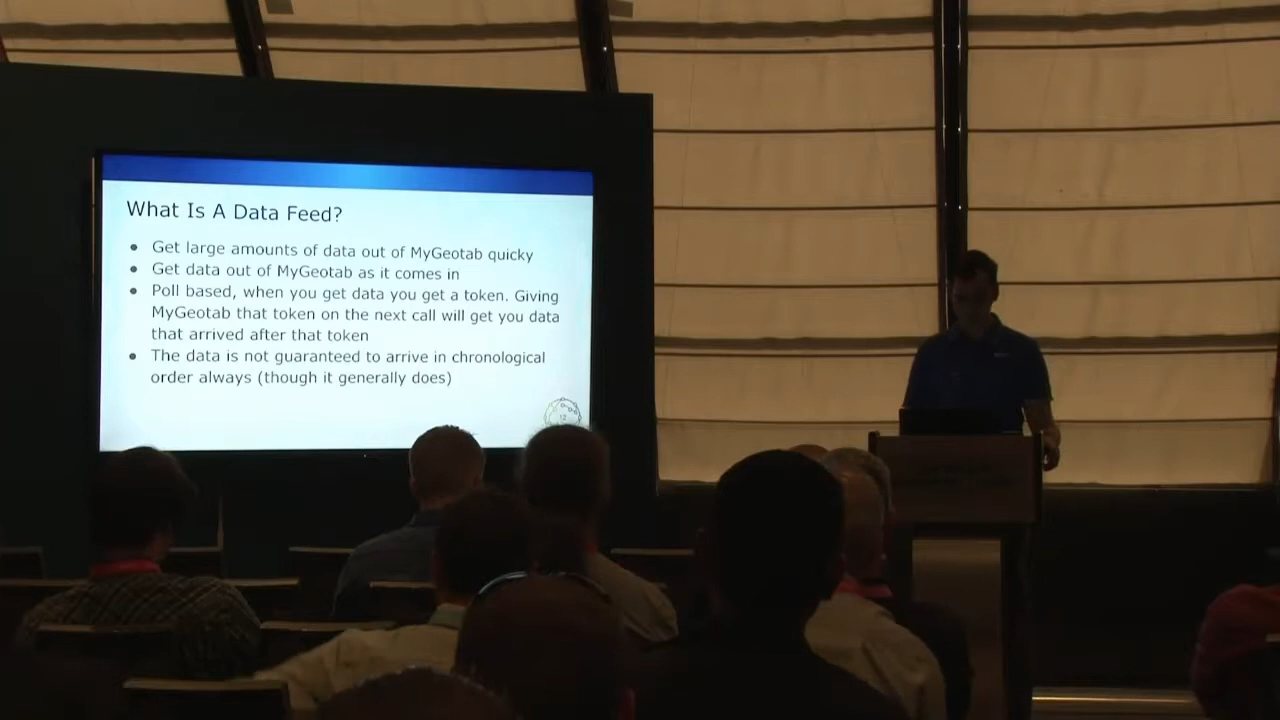 What Is A Data Feed?
● Get large amounts of data out of MyGeotab quicky
● Get data out of MyGeotab as it comes in
● Poll based, when you get data you get a token. Giving
MyGeotab that token on the next call will get you data
that arrived after that token
● The data is not guaranteed to arrive in chronological
order always (though it generally does)
12